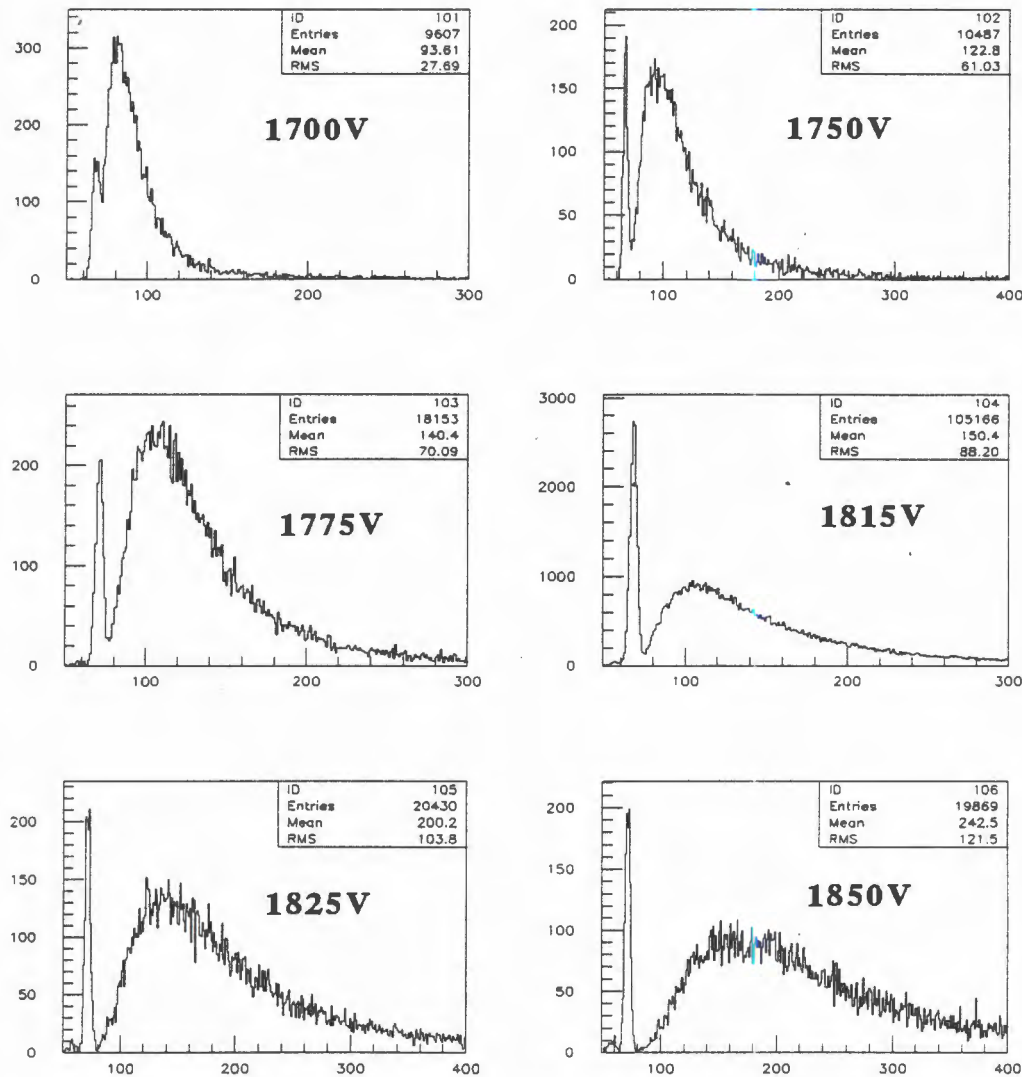 ID 101
Entries 9607
Mean 93.61
RMS 27.69
1700V
300
200
100
0
100 200 300
ID 102
Entries 10487
Mean 122.8
RMS 61.03
1750V
200
150
100
50
0
100 200 300 400
ID 103
Entries 18153
Mean 140.4
RMS 70.09
1775V
200
100
0
100 200 300
ID 104
Entries 105166
Mean 150.4
RMS 88.20
1815V
3000
2000
1000
0
100 200 300
ID 105
Entries 20430
Mean 200.2
RMS 103.8
1825V
200
150
100
50
0
100 200 300 400
ID 106
Entries 19869
Mean 242.5
RMS 121.5
1850V
200
150
100
50
0
100 200 300 400